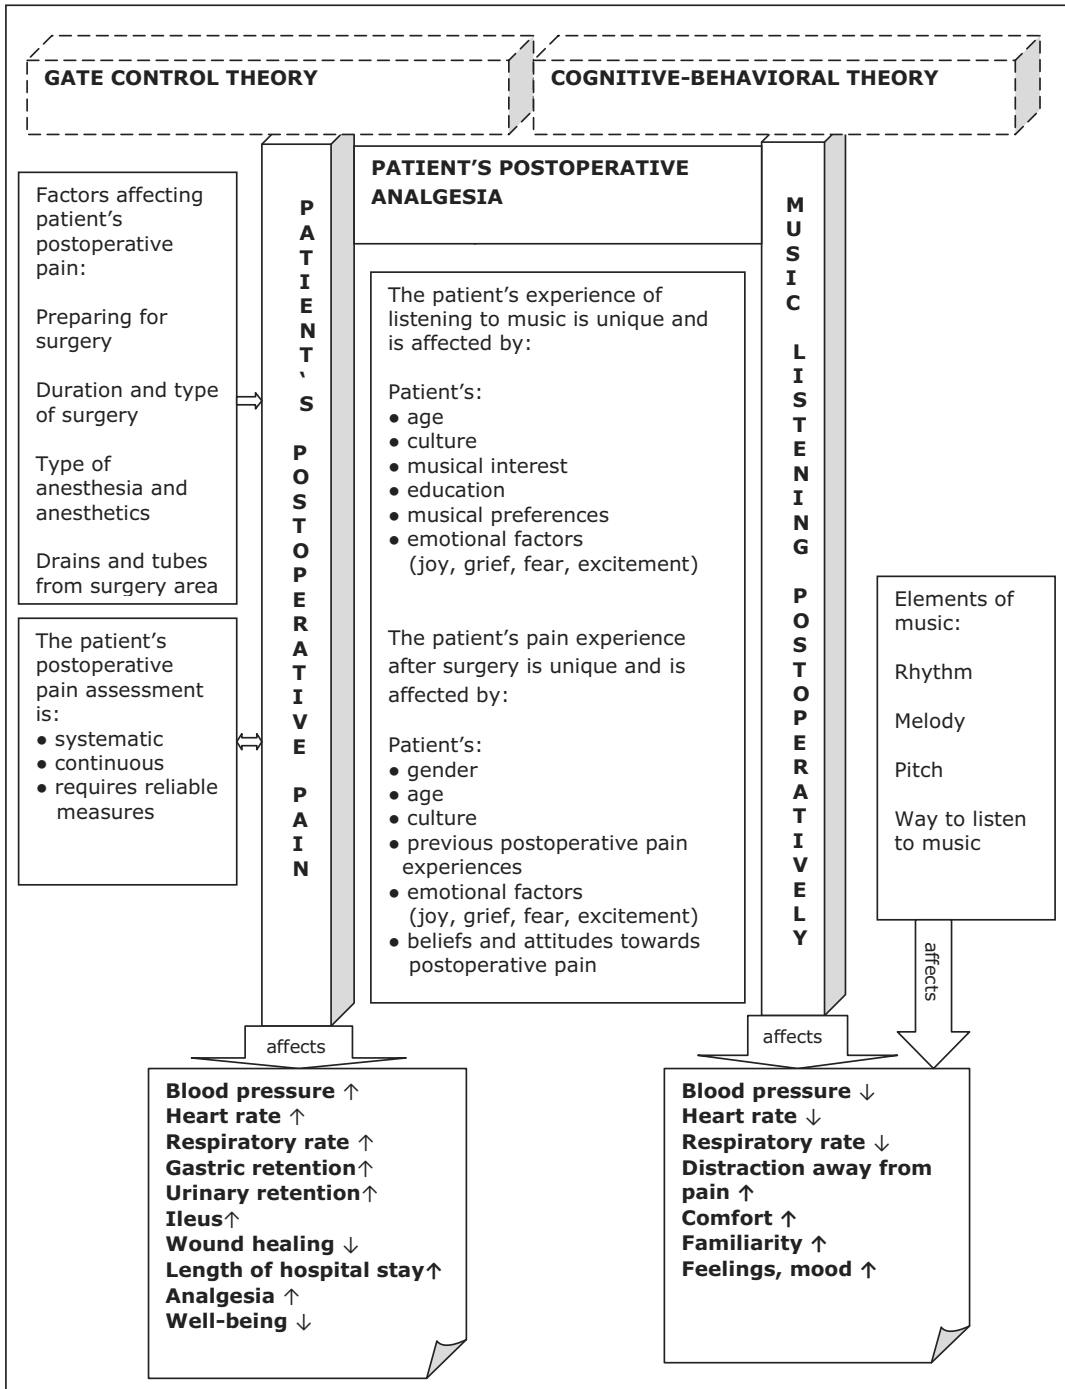 GATE CONTROL THEORY
COGNITIVE-BEHAVIORAL THEORY
PATIENT’S POSTOPERATIVE
ANALGESIA
Factors affecting
patient’s
postoperative
pain:
Preparing for
surgery
Duration and type
of surgery
Type of
anesthesia and
anesthetics
Drains and tubes
from surgery area
The patient’s
postoperative
pain assessment
is:
● systematic
● continuous
● requires reliable
measures
PATIENT‘S POSTOPERATIVE PAIN
The patient’s experience of
listening to music is unique and
is affected by:
Patient’s:
● age
● culture
● musical interest
● education
● musical preferences
● emotional factors
(joy, grief, fear, excitement)
The patient’s pain experience
after surgery is unique and is
affected by:
Patient’s:
● gender
● age
● culture
● previous postoperative pain
experiences
● emotional factors
(joy, grief, fear, excitement)
● beliefs and attitudes towards
postoperative pain
MUSIC LISTENING POSTOPERATIVELY
Elements of
music:
Rhythm
Melody
Pitch
Way to listen
to music
affects
affects
Blood pressure ↑
Heart rate ↑
Respiratory rate ↑
Gastric retention↑
Urinary retention↑
Ileus↑
Wound healing ↓
Length of hospital stay↑
Analgesia ↑
Well-being ↓
affects
Blood pressure ↓
Heart rate ↓
Respiratory rate ↓
Distraction away from
pain ↑
Comfort ↑
Familiarity ↑
Feelings, mood ↑